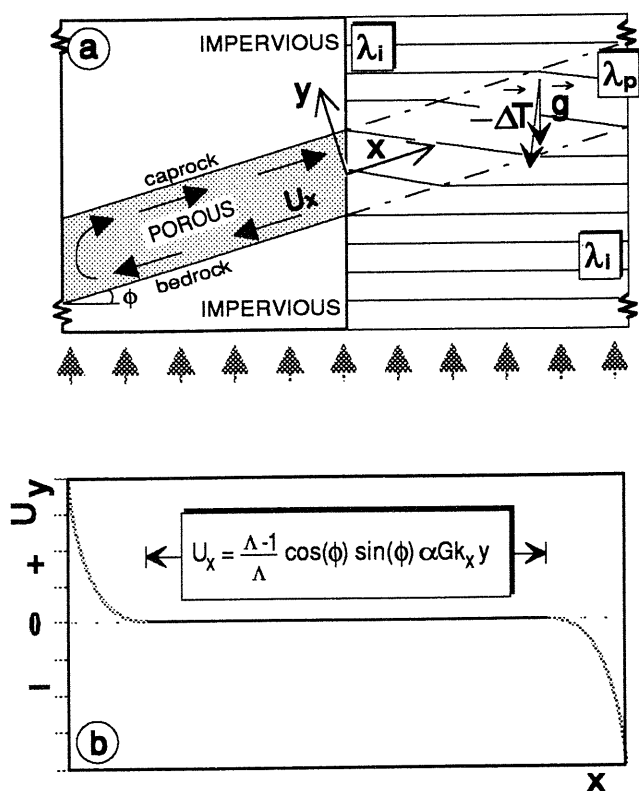 a
IMPERVIOUS
λi
λp
y
g
-ΔT
x
caprock
POROUS
Ux
bedrock
ϕ
IMPERVIOUS
λi
Uy
+
0
−
Ux = Λ-1/Λ cos(ϕ) sin(ϕ) αGkx y
b
x